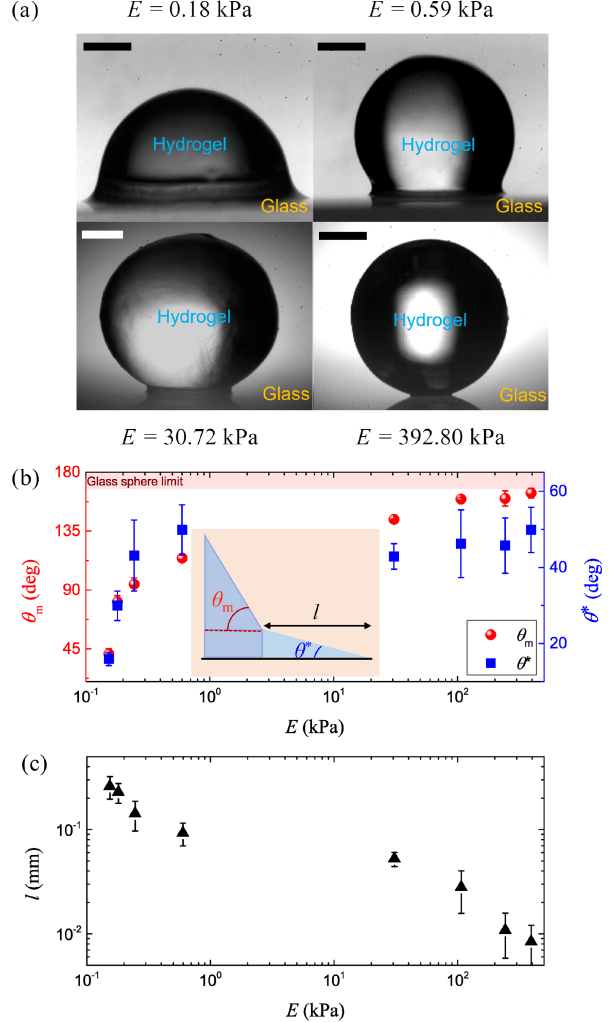 (a)
E = 0.18 kPa
E = 0.59 kPa
Hydrogel
Glass
Hydrogel
Glass
Hydrogel
Glass
Hydrogel
Glass
E = 30.72 kPa
E = 392.80 kPa
(b)
Glass sphere limit
180
135
90
45
θm (deg)
60
40
20
θ* (deg)
θm
l
θ*
θm
θ*
10⁻¹ 10⁰ 10¹ 10²
E (kPa)
(c)
10⁰
10⁻¹
10⁻²
l (mm)
10⁻¹ 10⁰ 10¹ 10²
E (kPa)